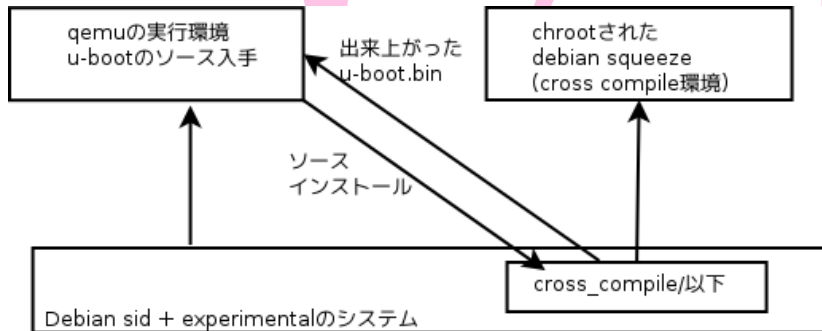 qemuの実行環境
u-bootのソース入手
出来上がった
u-boot.bin
chrootされた
debian squeeze
(cross compile環境)
ソース
インストール
cross_compile/以下
Debian sid + experimentalのシステム